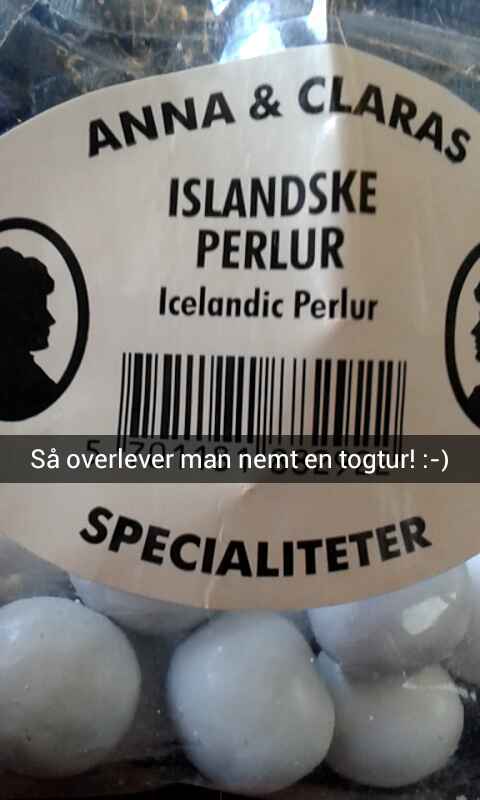 ANNA & CLARAS
ISLANDSKE
PERLUR
Icelandic Perlur
Så overlever man nemt en togtur! :-)
SPECIALITETER